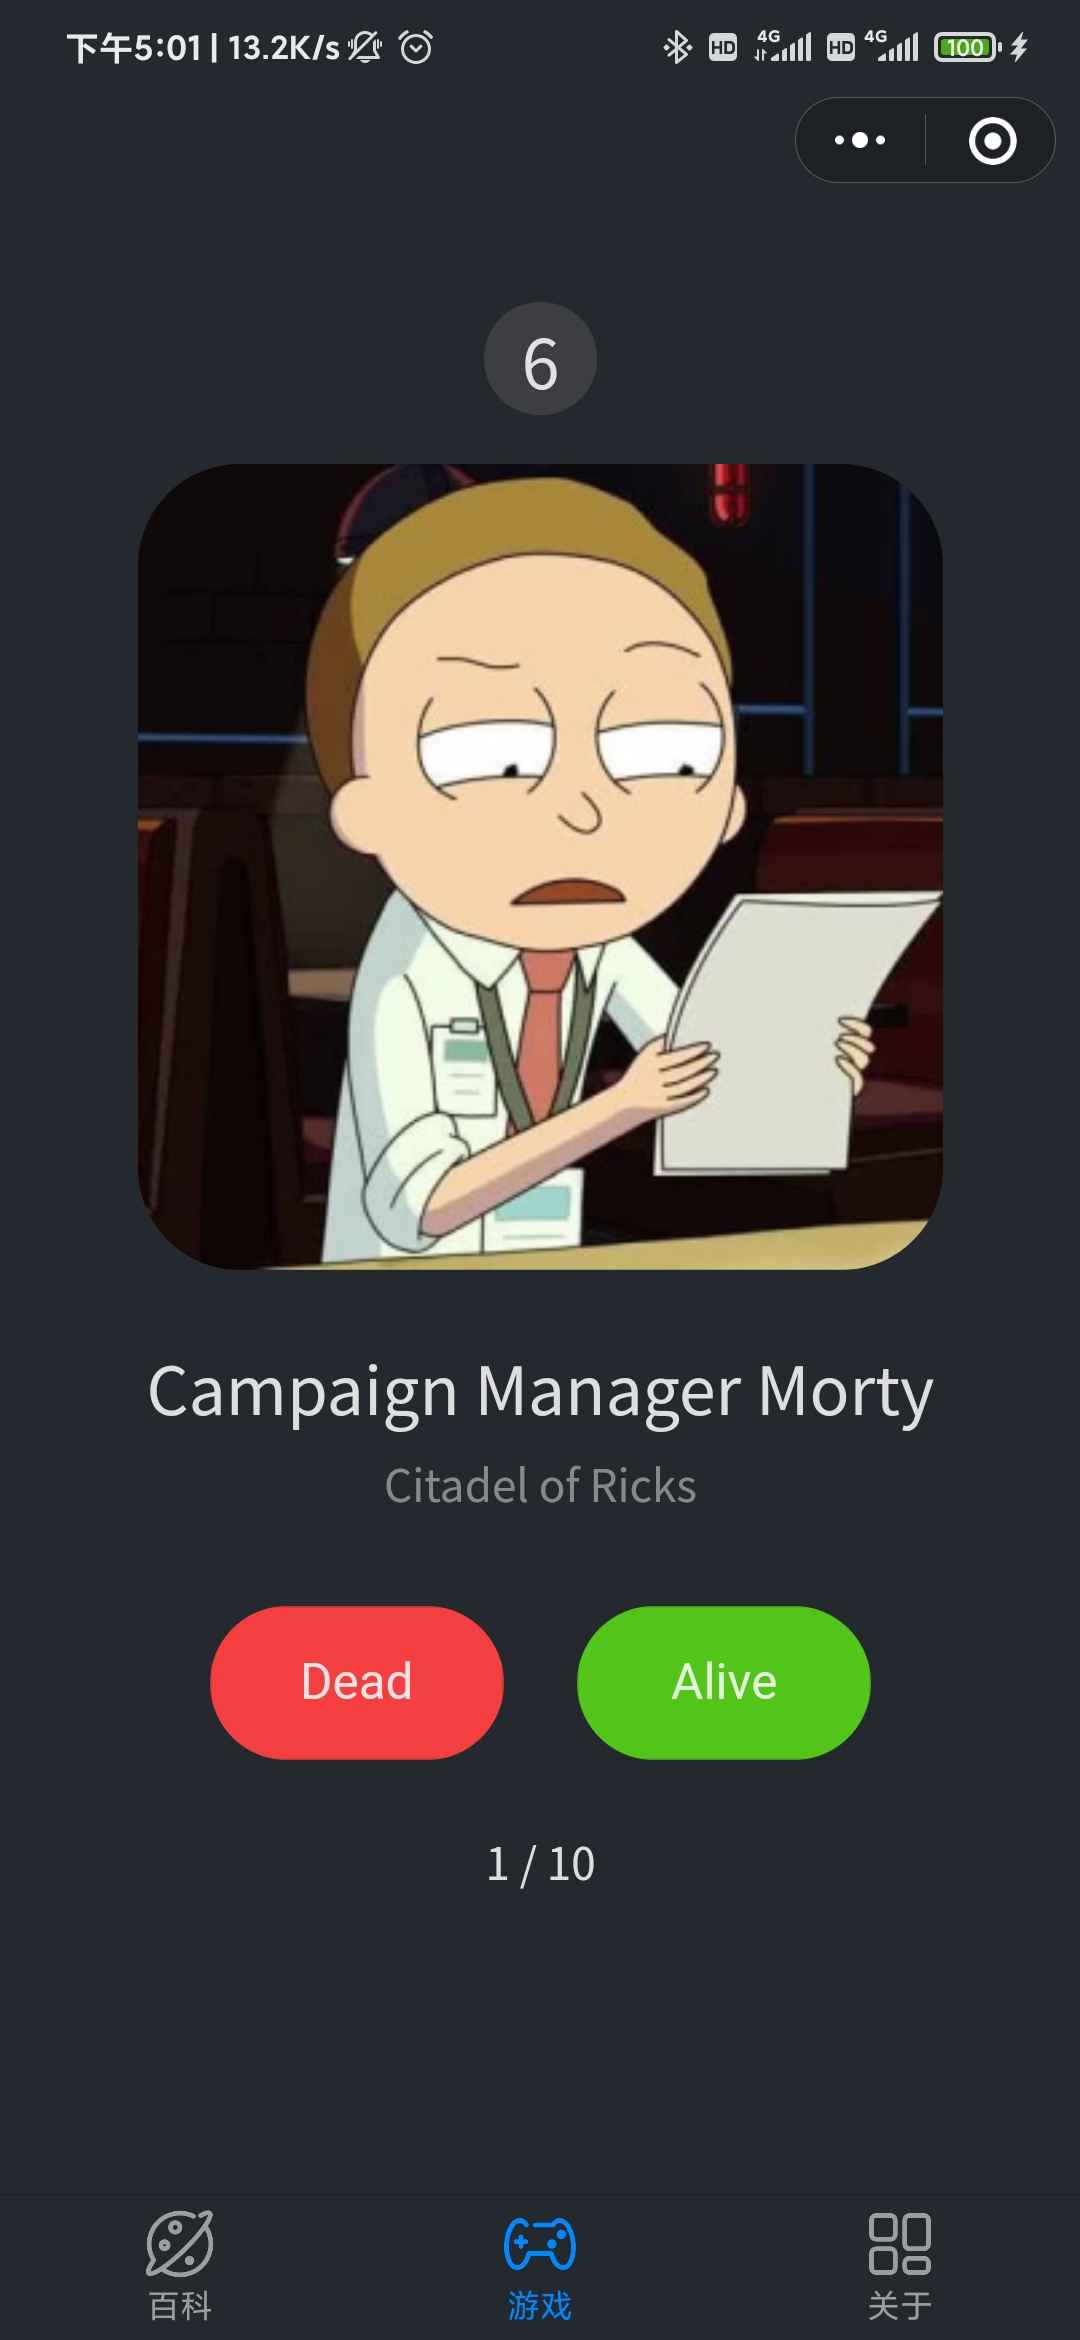 下午5:01 | 13.2K/s HD 4G HD 4G 100
6
Campaign Manager Morty
Citadel of Ricks
Dead Alive
1 / 10
百科 游戏 关于